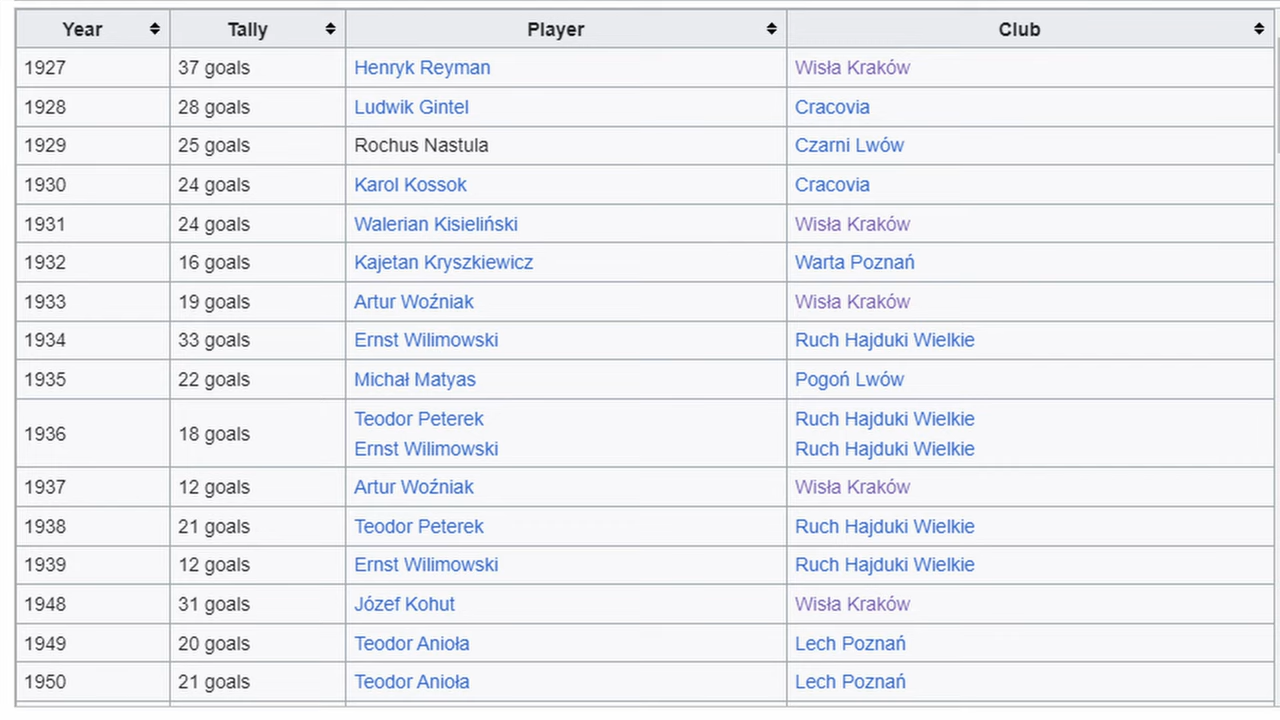 Year Tally Player Club
1927 37 goals Henryk Reyman Wisła Kraków
1928 28 goals Ludwik Gintel Cracovia
1929 25 goals Rochus Nastula Czarni Lwów
1930 24 goals Karol Kossok Cracovia
1931 24 goals Walerian Kisieliński Wisła Kraków
1932 16 goals Kajetan Kryszkiewicz Warta Poznań
1933 19 goals Artur Woźniak Wisła Kraków
1934 33 goals Ernst Wilimowski Ruch Hajduki Wielkie
1935 22 goals Michał Matyas Pogoń Lwów
1936 18 goals Teodor Peterek Ruch Hajduki Wielkie
Ernst Wilimowski Ruch Hajduki Wielkie
1937 12 goals Artur Woźniak Wisła Kraków
1938 21 goals Teodor Peterek Ruch Hajduki Wielkie
1939 12 goals Ernst Wilimowski Ruch Hajduki Wielkie
1948 31 goals Józef Kohut Wisła Kraków
1949 20 goals Teodor Anioła Lech Poznań
1950 21 goals Teodor Anioła Lech Poznań